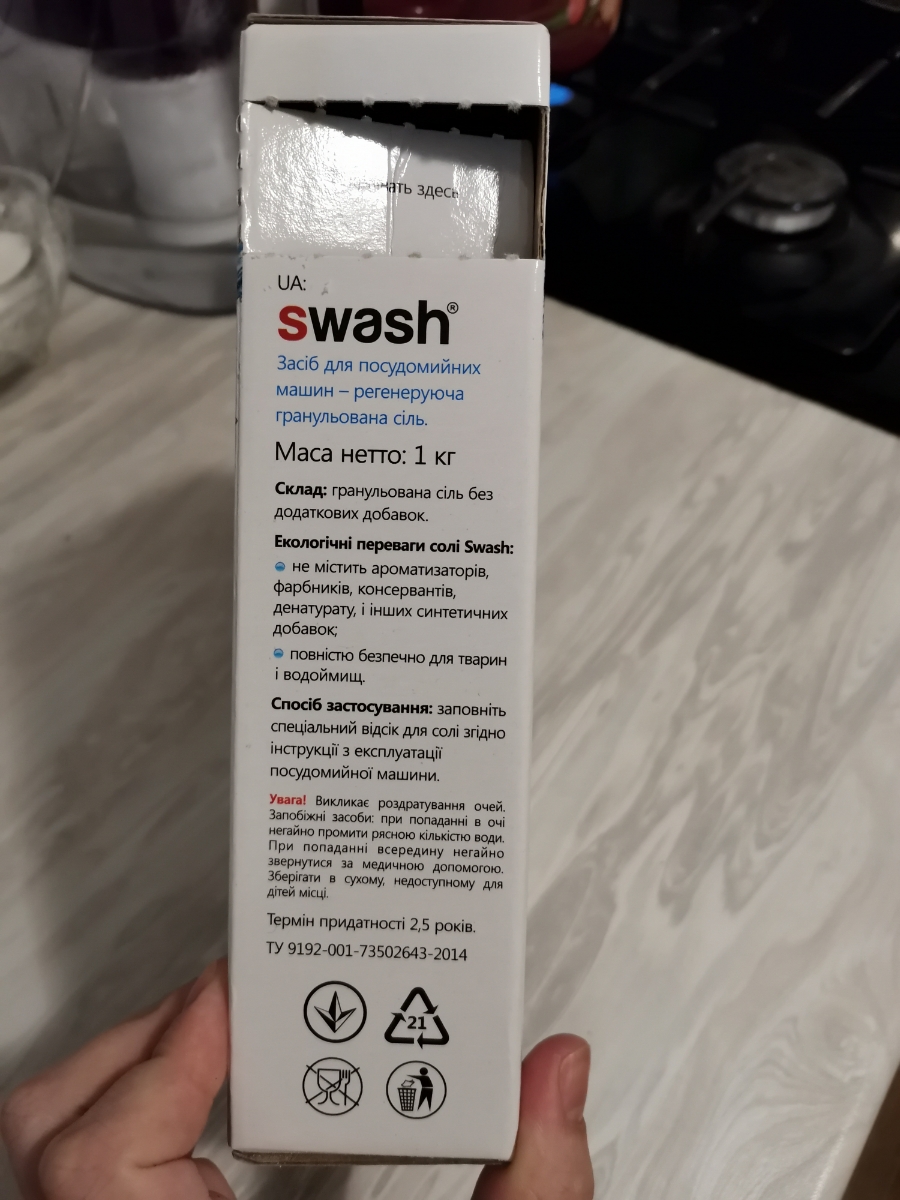 здесь
UA:
swash®
Засіб для посудомийних
машин – регенеруюча
гранульована сіль.
Маса нетто: 1 кг
Склад: гранульована сіль без
додаткових добавок.
Екологічні переваги солі Swash:
не містить ароматизаторів,
фарбників, консервантів,
денатурату, і інших синтетичних
добавок;
повністю безпечно для тварин
і водоймищ.
Спосіб застосування: заповніть
спеціальний відсік для солі згідно
інструкції з експлуатації
посудомийної машини.
Увага! Викликає роздратування очей.
Запобіжні засоби: при попаданні в очі
негайно промити рясною кількістю води.
При попаданні всередину негайно
звернутися за медичною допомогою.
Зберігати в сухому, недоступному для
дітей місці.
Термін придатності 2,5 років.
ТУ 9192-001-73502643-2014
21